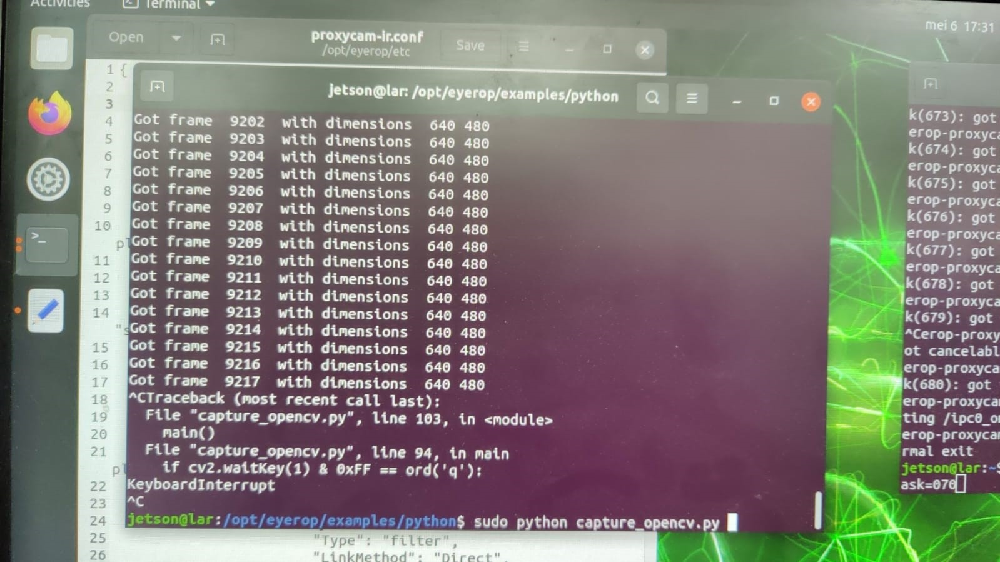 Activities
Terminal
mei 6 17:31
Open
proxycam-ir.conf
/opt/eyerop/etc
Save
1 {
2
3
4
5
6
7
8
9
10
pl
11
12
13
14
"s
15
16
17
18
19
20
21
pl
22
23
24
25 "Type": "filter",
26 "LinkMethod": "Direct",
jetson@lar: /opt/eyerop/examples/python
Got frame 9202 with dimensions 640 480
Got frame 9203 with dimensions 640 480
Got frame 9204 with dimensions 640 480
Got frame 9205 with dimensions 640 480
Got frame 9206 with dimensions 640 480
Got frame 9207 with dimensions 640 480
Got frame 9208 with dimensions 640 480
Got frame 9209 with dimensions 640 480
Got frame 9210 with dimensions 640 480
Got frame 9211 with dimensions 640 480
Got frame 9212 with dimensions 640 480
Got frame 9213 with dimensions 640 480
Got frame 9214 with dimensions 640 480
Got frame 9215 with dimensions 640 480
Got frame 9216 with dimensions 640 480
Got frame 9217 with dimensions 640 480
^CTraceback (most recent call last):
File "capture_opencv.py", line 103, in <module>
main()
File "capture_opencv.py", line 94, in main
if cv2.waitKey(1) & 0xFF == ord('q'):
KeyboardInterrupt
^C
jetson@lar:/opt/eyerop/examples/python$ sudo python capture_opencv.py
k(673): got
erop-proxyca
k(674): got
erop-proxyca
k(675): got
erop-proxyca
k(676): got
erop-proxyca
k(677): got
erop-proxyca
k(678): got
erop-proxyca
k(679): got
^Cerop-proxy
ot cancelabl
erop-proxyca
k(680): got
erop-proxycam
ting /ipc0_o
erop-proxycam
rmal exit
jetson@lar:~$
ask=070